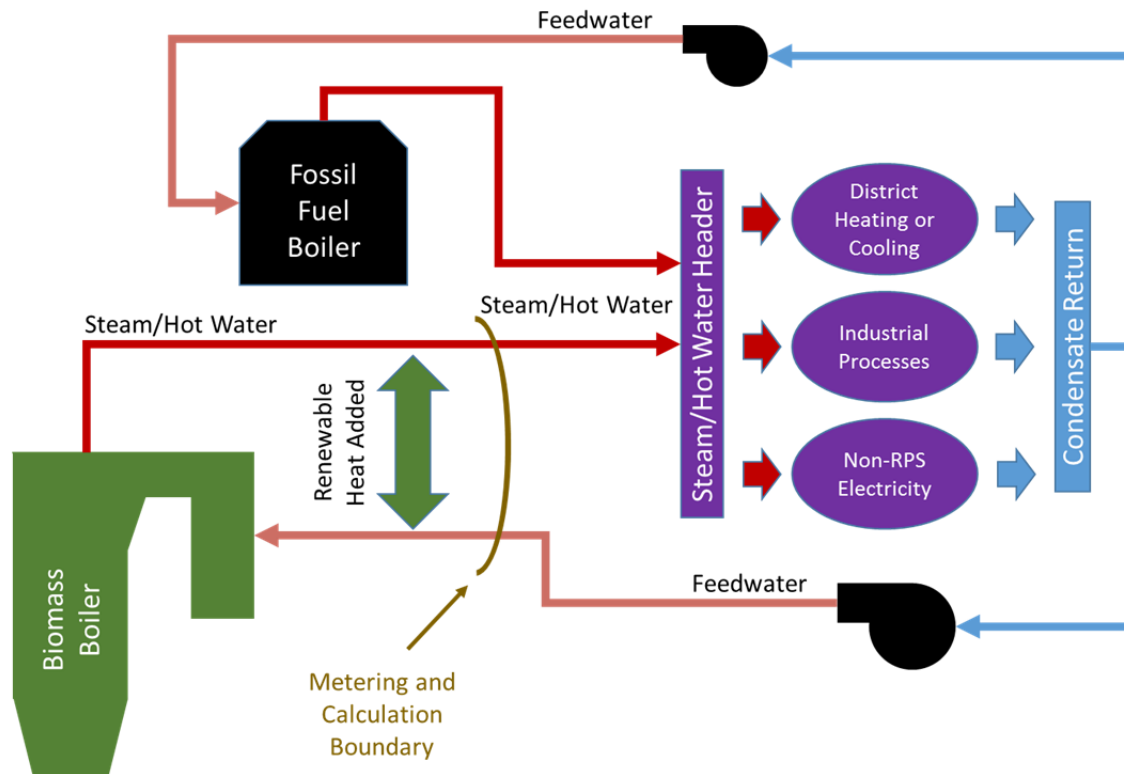 Feedwater
Fossil
Fuel
Boiler
District
Heating or
Cooling
Steam/Hot Water Header
Steam/Hot Water
Steam/Hot Water
Industrial
Processes
Condensate Return
Renewable
Heat Added
Non-RPS
Electricity
Biomass
Boiler
Feedwater
Metering and
Calculation
Boundary